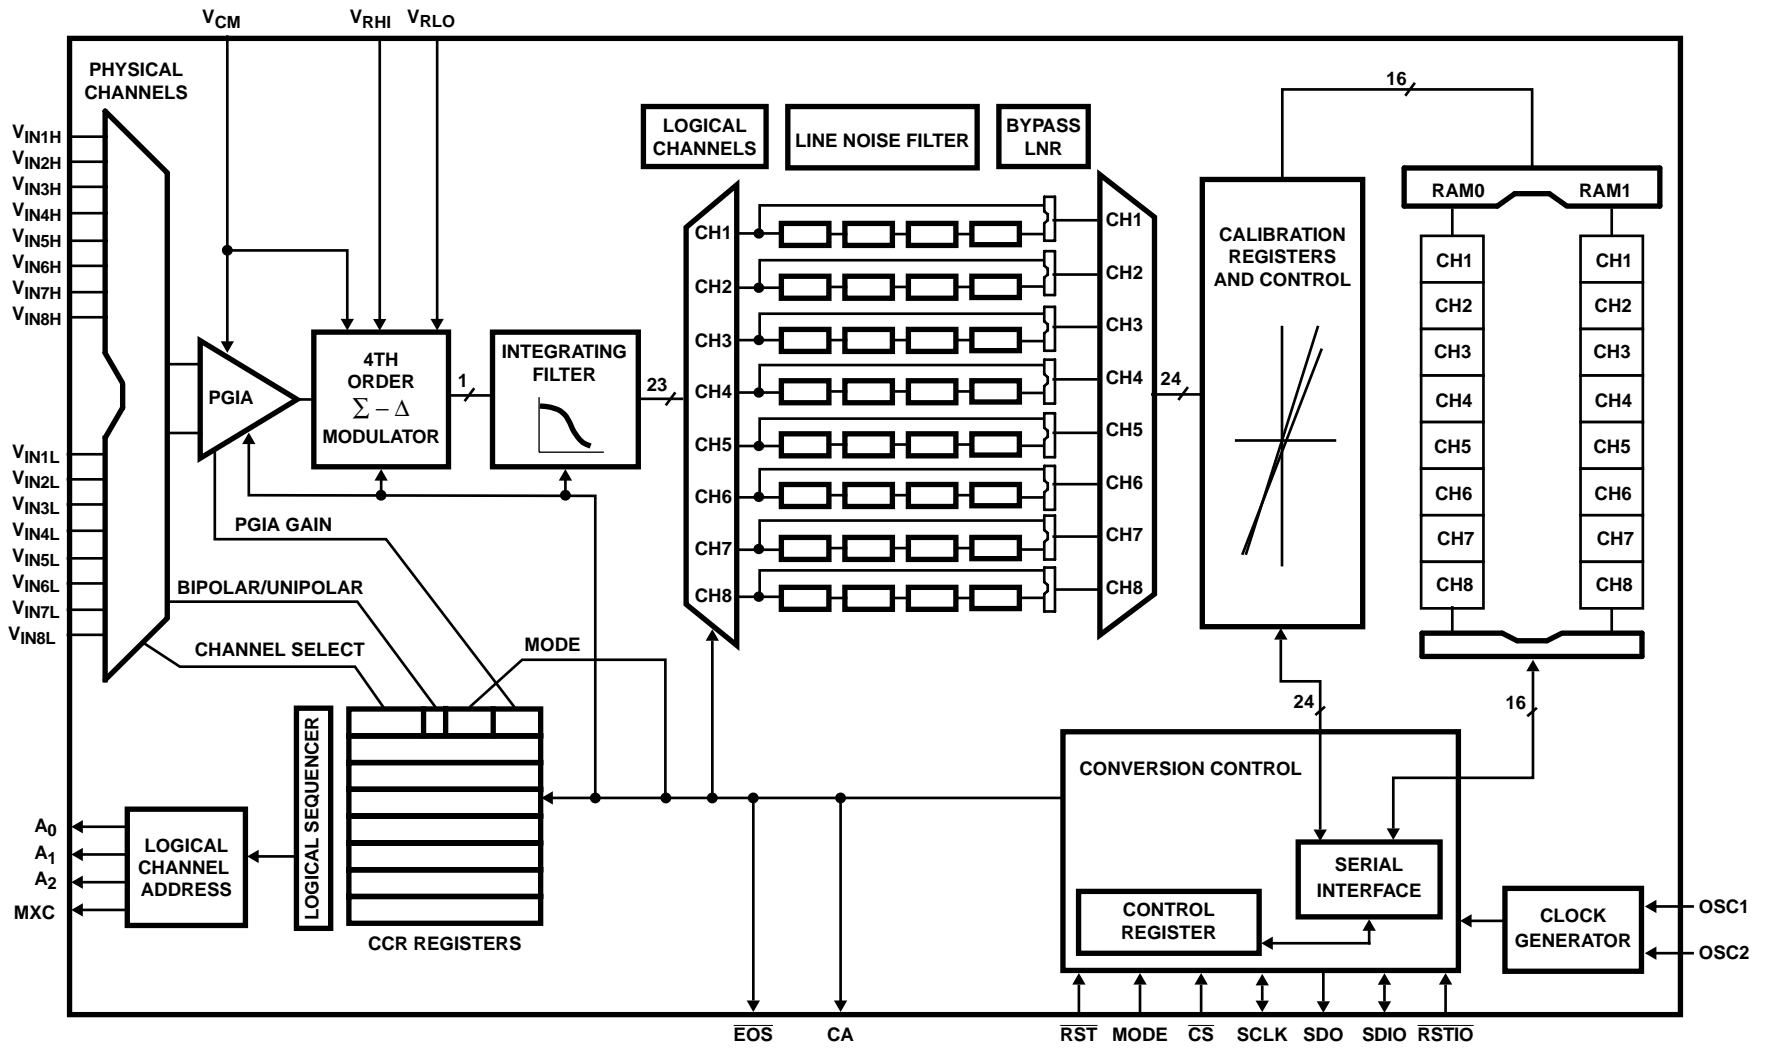 VCM
VRHI
VRLO
PHYSICAL
CHANNELS
VIN1H
VIN2H
VIN3H
VIN4H
VIN5H
VIN6H
VIN7H
VIN8H
VIN1L
VIN2L
VIN3L
VIN4L
VIN5L
VIN6L
VIN7L
VIN8L
PGIA
4TH
ORDER
Σ – Δ
MODULATOR
1
INTEGRATING
FILTER
23
LOGICAL
CHANNELS
LINE NOISE FILTER
BYPASS
LNR
CH1
CH2
CH3
CH4
CH5
CH6
CH7
CH8
CH1
CH2
CH3
CH4
CH5
CH6
CH7
CH8
24
CALIBRATION
REGISTERS
AND CONTROL
16
RAM0
RAM1
CH1
CH2
CH3
CH4
CH5
CH6
CH7
CH8
CH1
CH2
CH3
CH4
CH5
CH6
CH7
CH8
PGIA GAIN
BIPOLAR/UNIPOLAR
CHANNEL SELECT
MODE
24
16
LOGICAL SEQUENCER
CCR REGISTERS
LOGICAL
CHANNEL
ADDRESS
A0
A1
A2
MXC
CONVERSION CONTROL
SERIAL
INTERFACE
CONTROL
REGISTER
CLOCK
GENERATOR
OSC1
OSC2
EOS
CA
RST
MODE
CS
SCLK
SDO
SDIO
RSTIO